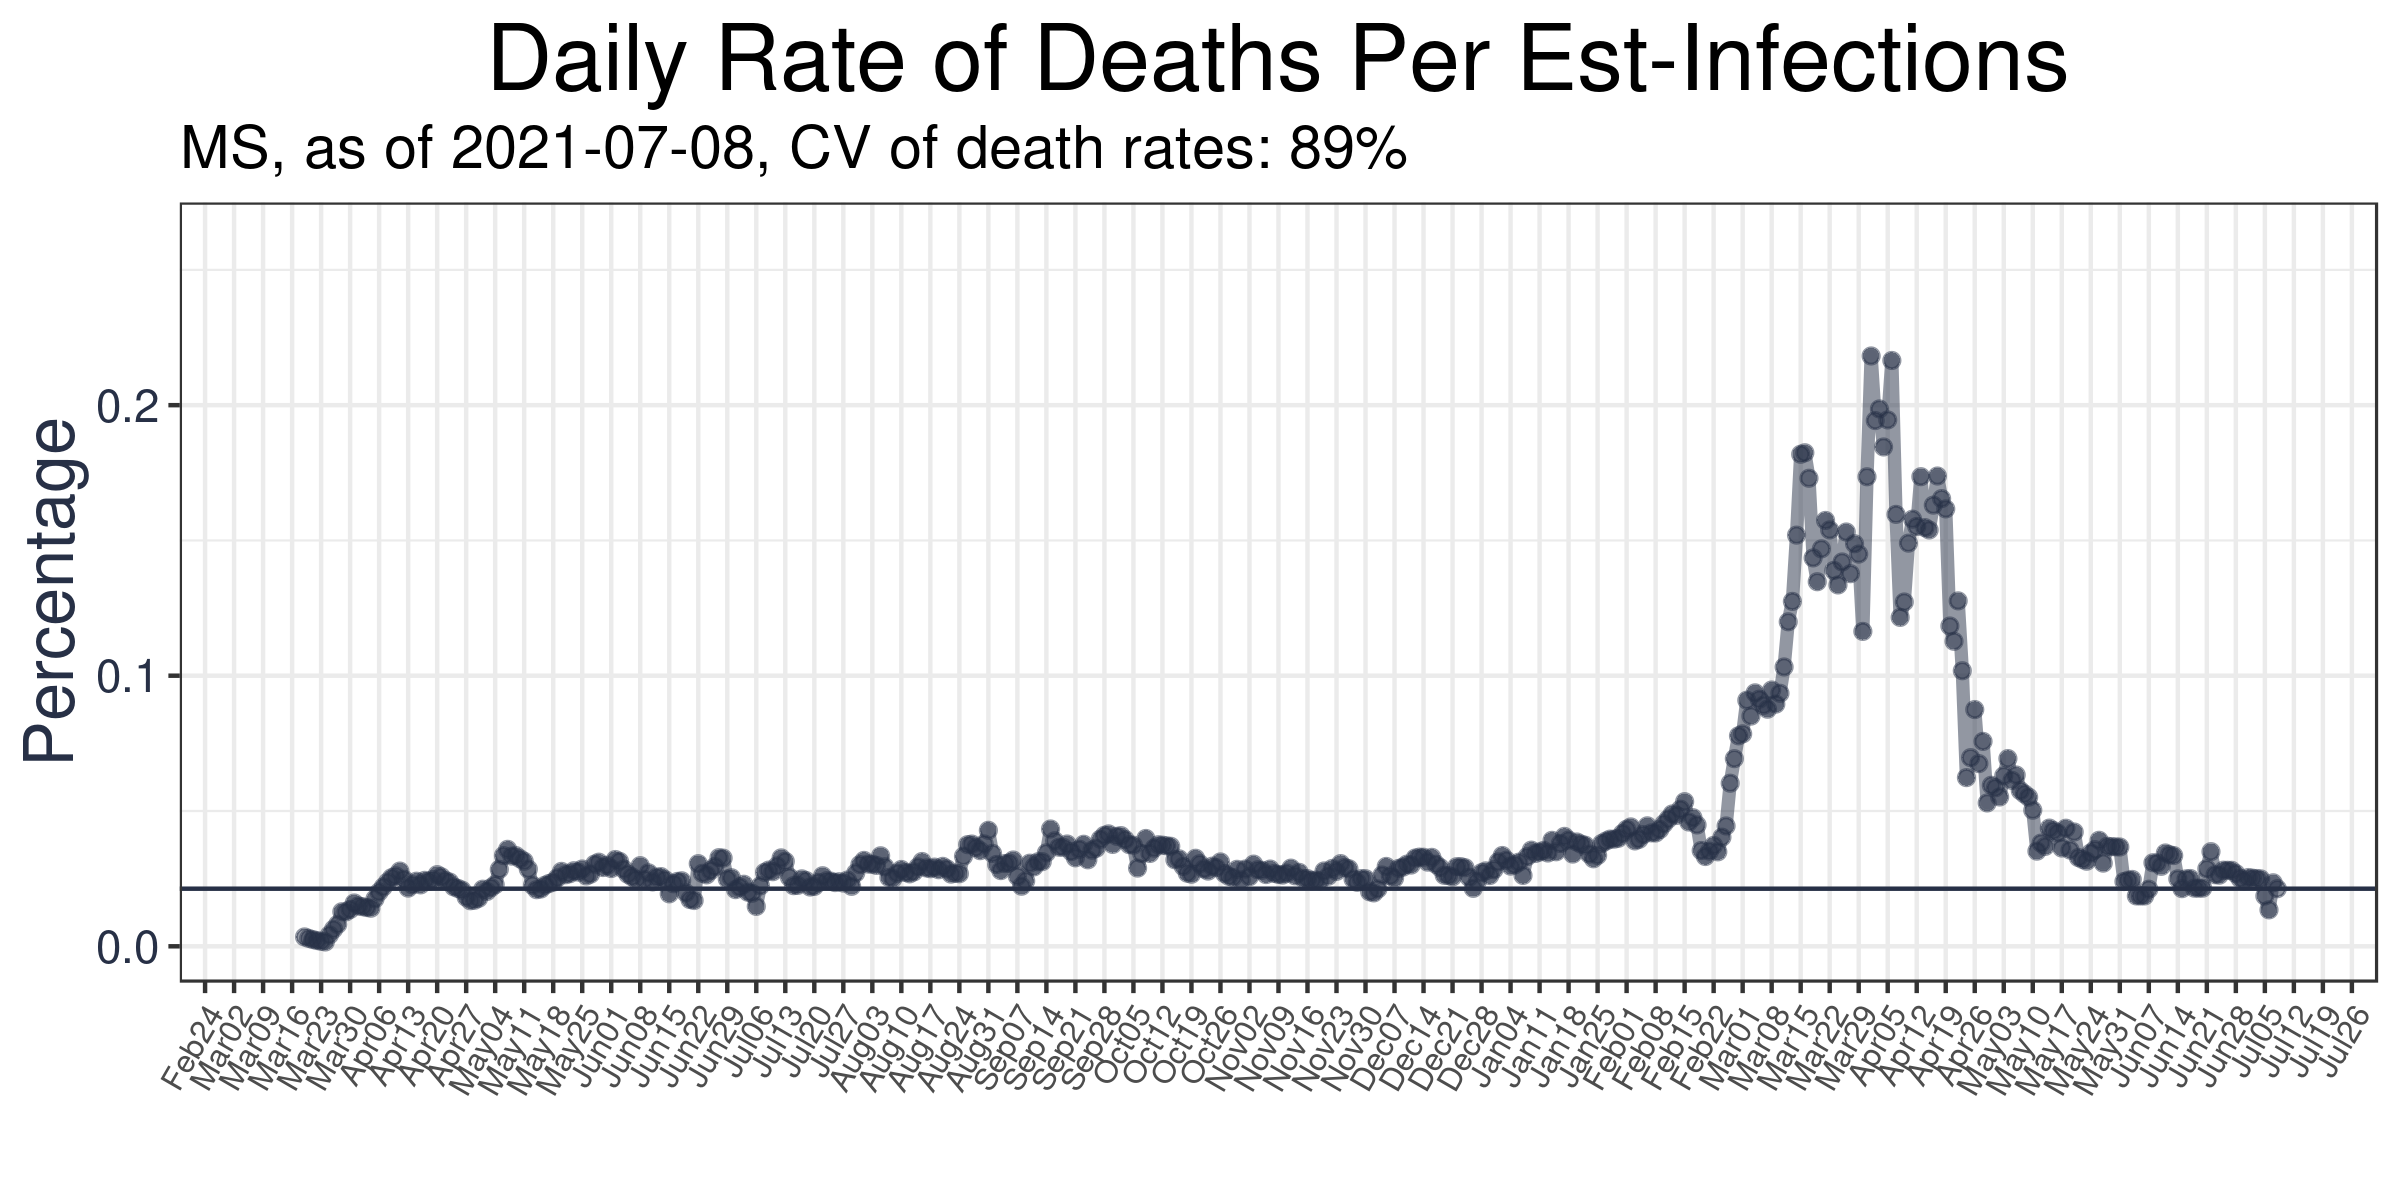 Daily Rate of Deaths Per Est-Infections
MS, as of 2021-07-08, CV of death rates: 89%
Percentage
0.2
0.1
0.0
Feb24
Mar02
Mar09
Mar16
Mar23
Mar30
Apr06
Apr13
Apr20
Apr27
May04
May11
May18
May25
Jun01
Jun08
Jun15
Jun22
Jun29
Jul06
Jul13
Jul20
Jul27
Aug03
Aug10
Aug17
Aug24
Aug31
Sep07
Sep14
Sep21
Sep28
Oct05
Oct12
Oct19
Oct26
Nov02
Nov09
Nov16
Nov23
Nov30
Dec07
Dec14
Dec21
Dec28
Jan04
Jan11
Jan18
Jan25
Feb01
Feb08
Feb15
Feb22
Mar01
Mar08
Mar15
Mar22
Mar29
Apr05
Apr12
Apr19
Apr26
May03
May10
May17
May24
May31
Jun07
Jun14
Jun21
Jun28
Jul05
Jul12
Jul19
Jul26